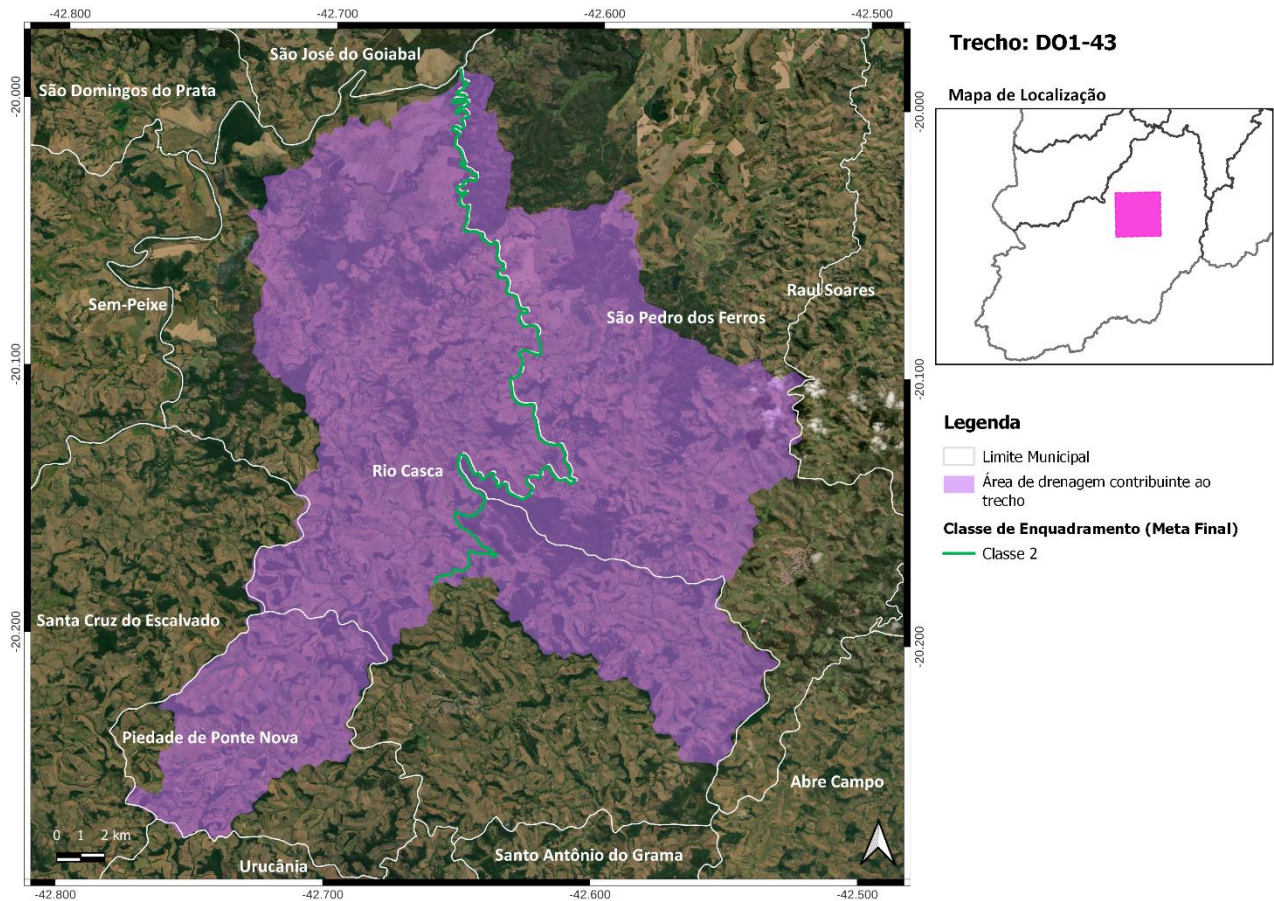 -42.800
-42.700
-42.600
-42.500
Trecho: DO1-43
São José do Goiabal
São Domingos do Prata
Mapa de Localização
-20.000
-20.000
Sem-Peixe
Raul Soares
São Pedro dos Ferros
-20.100
-20.100
Legenda
Limite Municipal
Área de drenagem contribuinte ao
trecho
Classe de Enquadramento (Meta Final)
Classe 2
Rio Casca
Santa Cruz do Escalvado
-20.200
-20.200
Piedade de Ponte Nova
Abre Campo
0 1 2 km
Urucânia
Santo Antônio do Grama
-42.800
-42.700
-42.600
-42.500